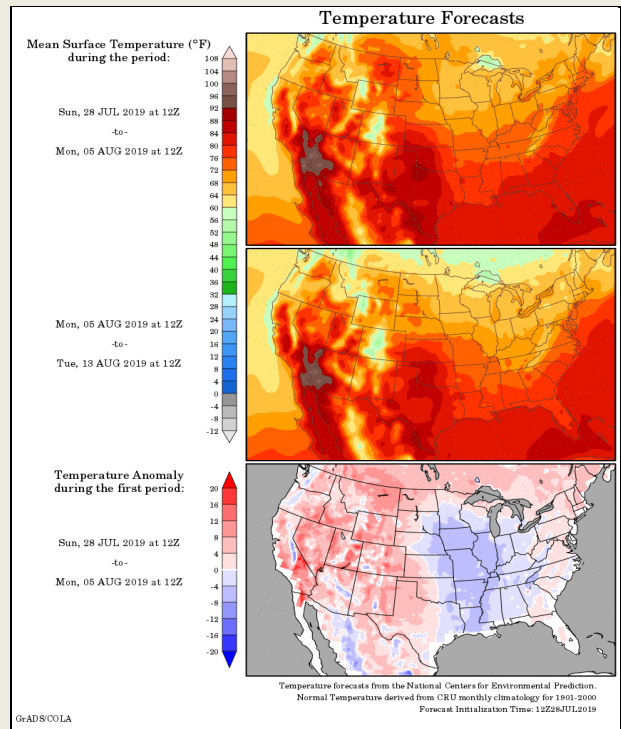 Temperature Forecasts
Mean Surface Temperature (°F)
during the period:
Sun, 28 JUL 2019 at 12Z
-to-
Mon, 05 AUG 2019 at 12Z
108
104
100
96
92
88
84
80
76
72
68
64
60
56
52
48
44
40
36
32
28
24
20
16
12
8
4
0
-4
-8
-12
Mon, 05 AUG 2019 at 12Z
-to-
Tue, 13 AUG 2019 at 12Z
Temperature Anomaly
during the first period:
Sun, 28 JUL 2019 at 12Z
-to-
Mon, 05 AUG 2019 at 12Z
20
16
12
8
4
0
-4
-8
-12
-16
-20
Temperature forecasts from the National Centers for Environmental Prediction.
Normal Temperature derived from CRU monthly climatology for 1901-2000
Forecast Initialization Time: 12Z28JUL2019
GrADS/COLA